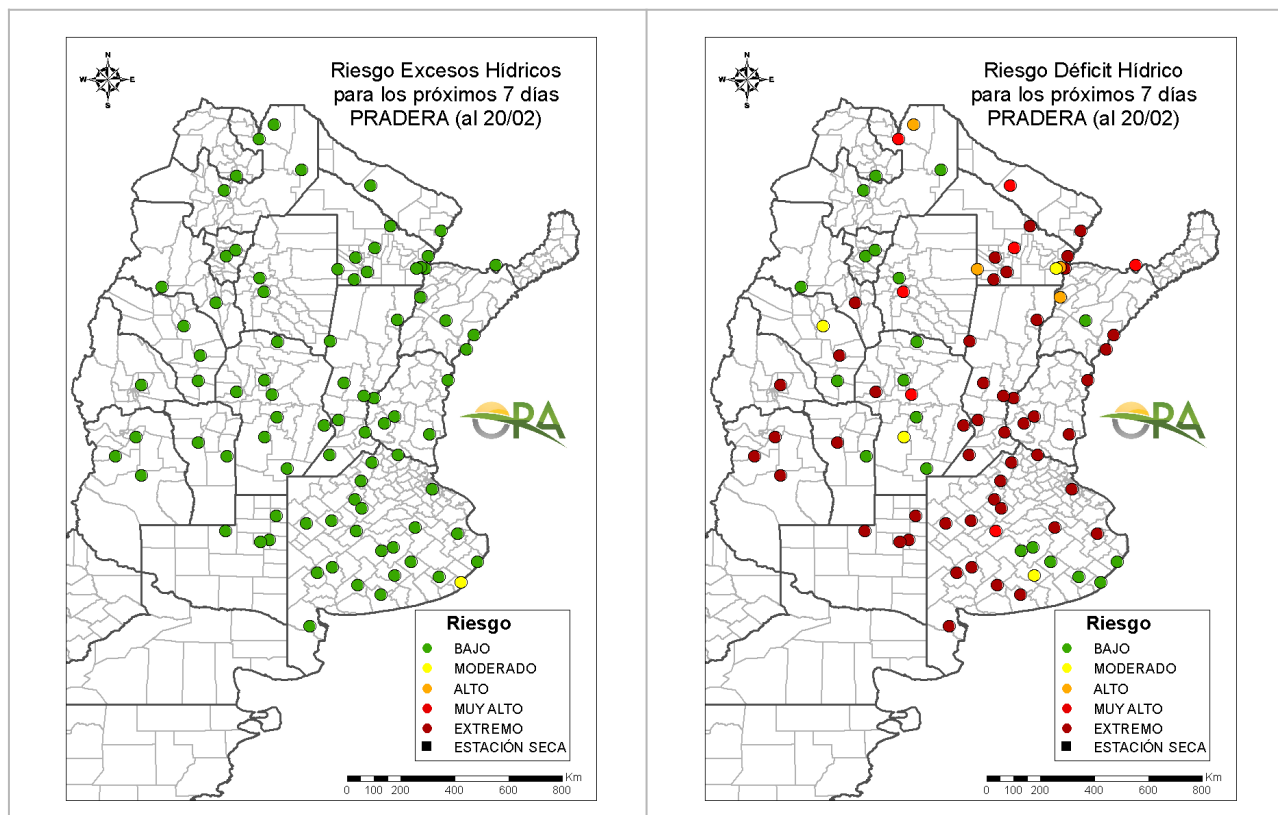 N
W E
S
Riesgo Excesos Hídricos
para los próximos 7 días
PRADERA (al 20/02)
ORA
Riesgo
BAJO
MODERADO
ALTO
MUY ALTO
EXTREMO
ESTACIÓN SECA
Km
0 100 200 400 600 800
N
W E
S
Riesgo Déficit Hídrico
para los próximos 7 días
PRADERA (al 20/02)
ORA
Riesgo
BAJO
MODERADO
ALTO
MUY ALTO
EXTREMO
ESTACIÓN SECA
Km
0 100 200 400 600 800